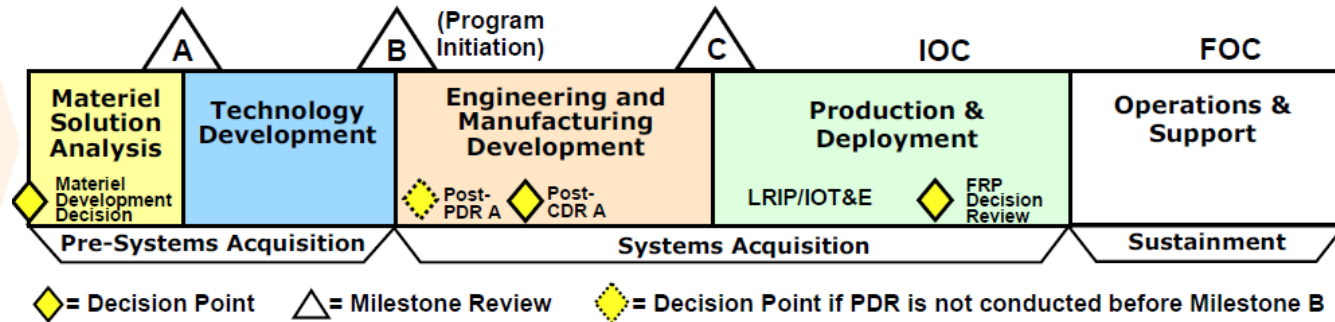 A
B
(Program
Initiation)
C
IOC
FOC
Materiel
Solution
Analysis
Technology
Development
Engineering and
Manufacturing
Development
Production &
Deployment
Operations &
Support
Materiel
Development
Decision
Post-
PDR A
Post-
CDR A
LRIP/IOT&E
FRP
Decision
Review
Pre-Systems Acquisition
Systems Acquisition
Sustainment
= Decision Point
= Milestone Review
= Decision Point if PDR is not conducted before Milestone B